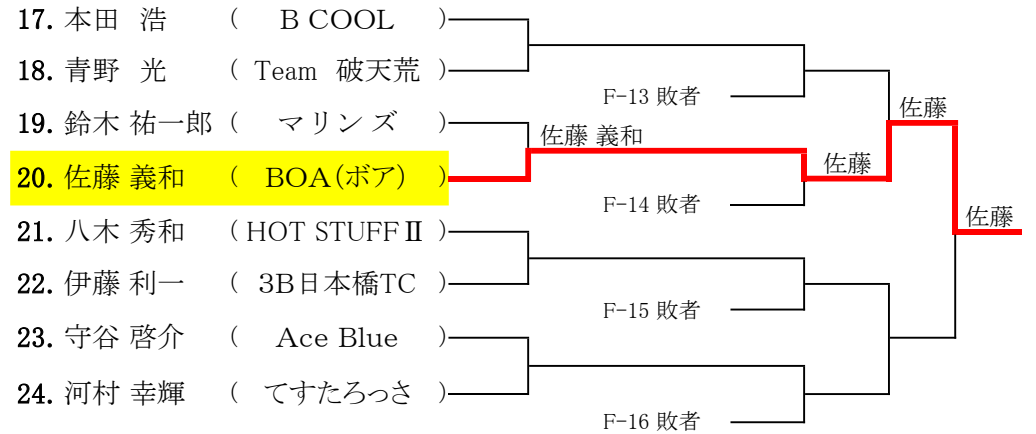 17. 本田 浩 ( B COOL )
18. 青野 光 ( Team 破天荒 )
F-13 敗者
佐藤
19. 鈴木 祐一郎 ( マリンズ )
佐藤 義和
20. 佐藤 義和 ( BOA(ボア) )
佐藤
F-14 敗者
佐藤
21. 八木 秀和 ( HOT STUFFⅡ )
22. 伊藤 利一 ( 3B日本橋TC )
F-15 敗者
23. 守谷 啓介 ( Ace Blue )
24. 河村 幸輝 ( てすたろっさ )
F-16 敗者